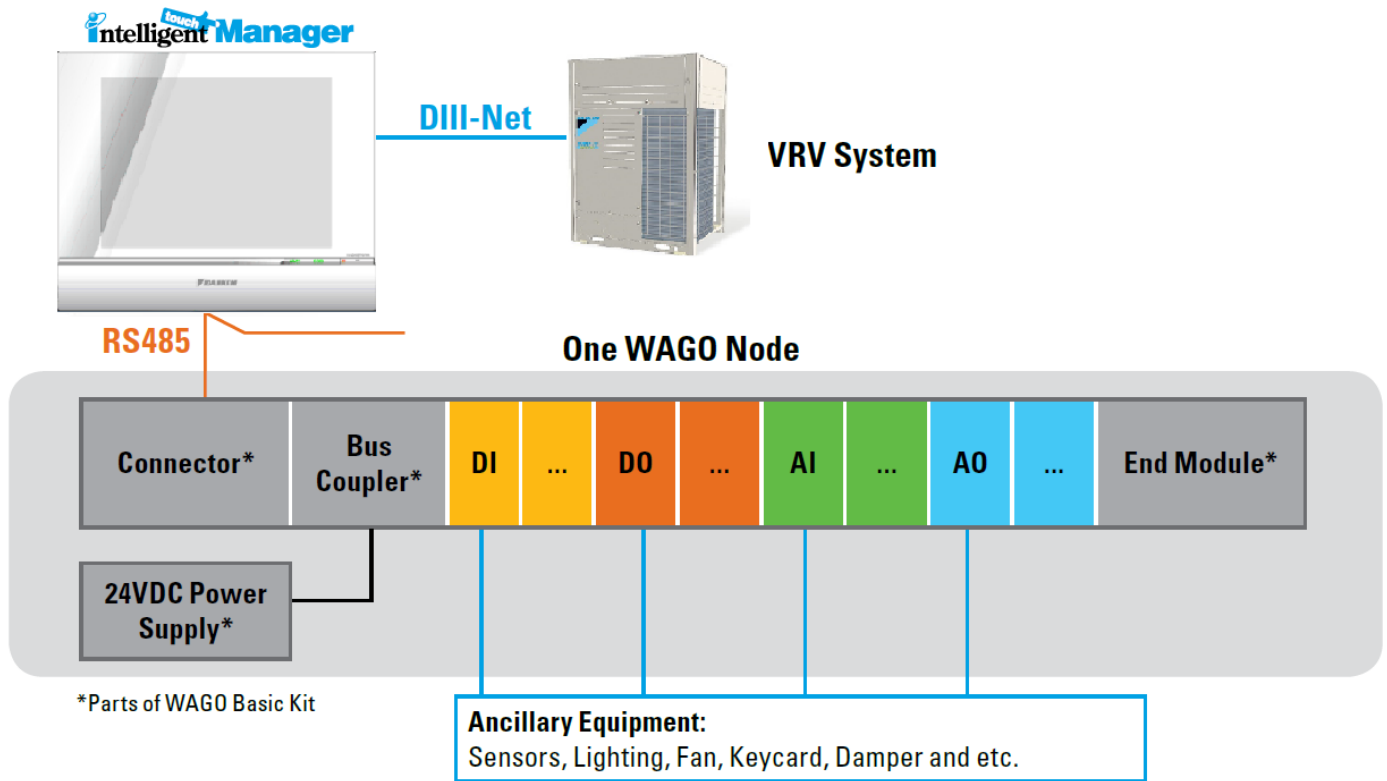 intelligent touch Manager
DIII-Net
VRV System
DAIKIN
RS485
One WAGO Node
Connector*
Bus
Coupler*
DI
...
DO
...
AI
...
AO
...
End Module*
24VDC Power
Supply*
*Parts of WAGO Basic Kit
Ancillary Equipment:
Sensors, Lighting, Fan, Keycard, Damper and etc.